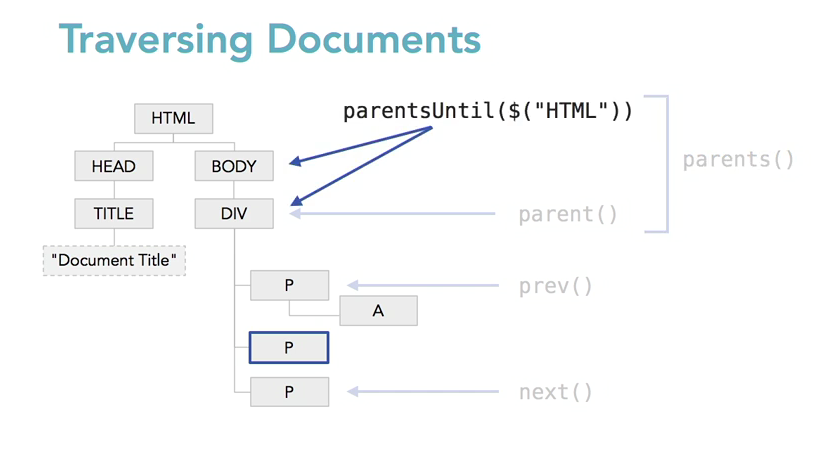 Traversing Documents
HTML
parentsUntil($("HTML"))
HEAD
BODY
parents()
TITLE
DIV
parent()
"Document Title"
P
prev()
A
P
P
next()